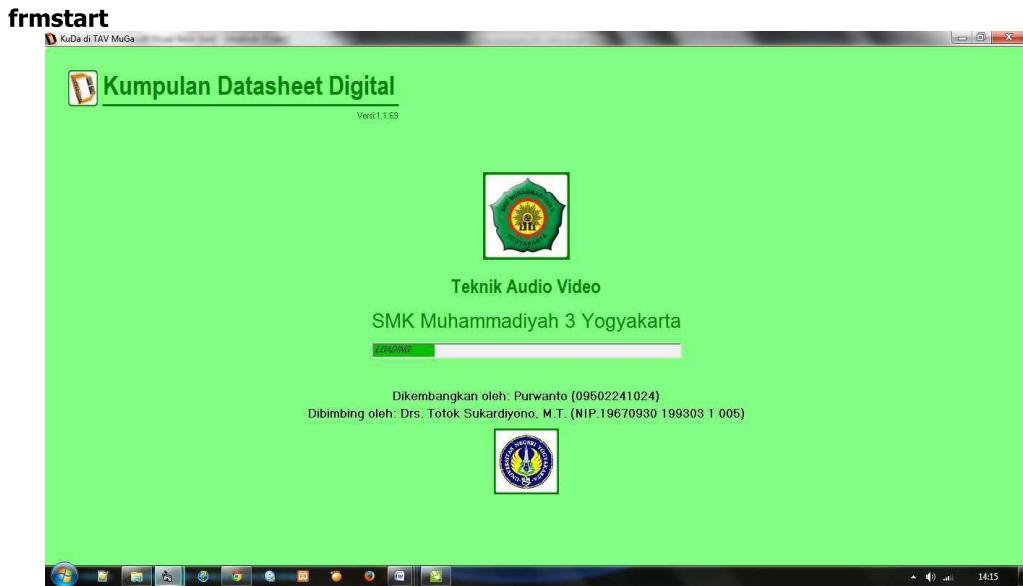 frmstart
KuDa di TAV MuGa
Kumpulan Datasheet Digital
Versi:1.1.69
Teknik Audio Video
SMK Muhammadiyah 3 Yogyakarta
LOADING
Dikembangkan oleh: Purwanto (09502241024)
Dibimbing oleh: Drs. Totok Sukardiyono, M.T. (NIP.19670930 199303 1 005)
14:15